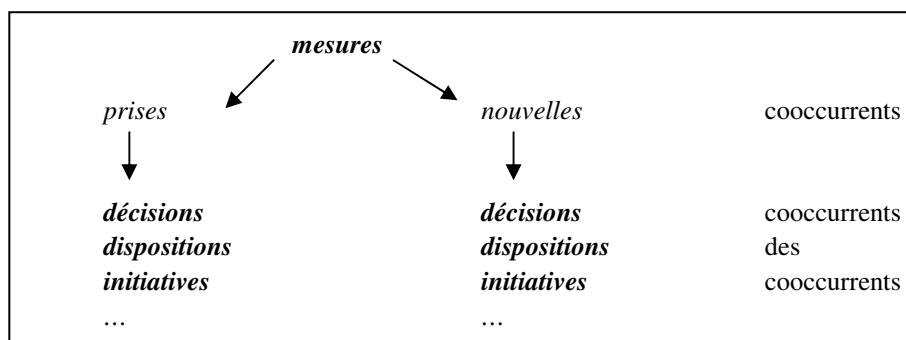 mesures
prises nouvelles cooccurrents
décisions décisions cooccurrents
dispositions dispositions des
initiatives initiatives cooccurrents
… …